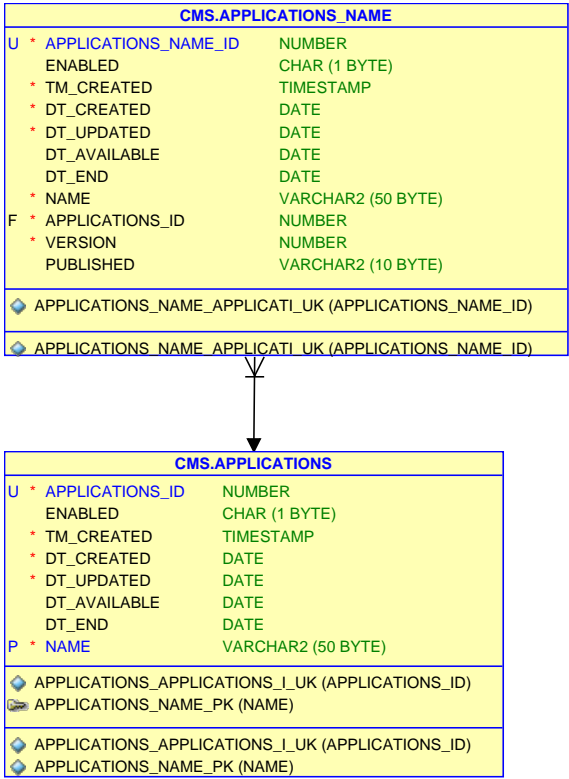 CMS.APPLICATIONS_NAME
U * APPLICATIONS_NAME_ID NUMBER
ENABLED CHAR (1 BYTE)
* TM_CREATED TIMESTAMP
* DT_CREATED DATE
* DT_UPDATED DATE
DT_AVAILABLE DATE
DT_END DATE
* NAME VARCHAR2 (50 BYTE)
F * APPLICATIONS_ID NUMBER
* VERSION NUMBER
PUBLISHED VARCHAR2 (10 BYTE)
APPLICATIONS_NAME_APPLICATI_UK (APPLICATIONS_NAME_ID)
APPLICATIONS_NAME_APPLICATI_UK (APPLICATIONS_NAME_ID)
CMS.APPLICATIONS
U * APPLICATIONS_ID NUMBER
ENABLED CHAR (1 BYTE)
* TM_CREATED TIMESTAMP
* DT_CREATED DATE
* DT_UPDATED DATE
DT_AVAILABLE DATE
DT_END DATE
P * NAME VARCHAR2 (50 BYTE)
APPLICATIONS_APPLICATIONS_I_UK (APPLICATIONS_ID)
APPLICATIONS_NAME_PK (NAME)
APPLICATIONS_APPLICATIONS_I_UK (APPLICATIONS_ID)
APPLICATIONS_NAME_PK (NAME)